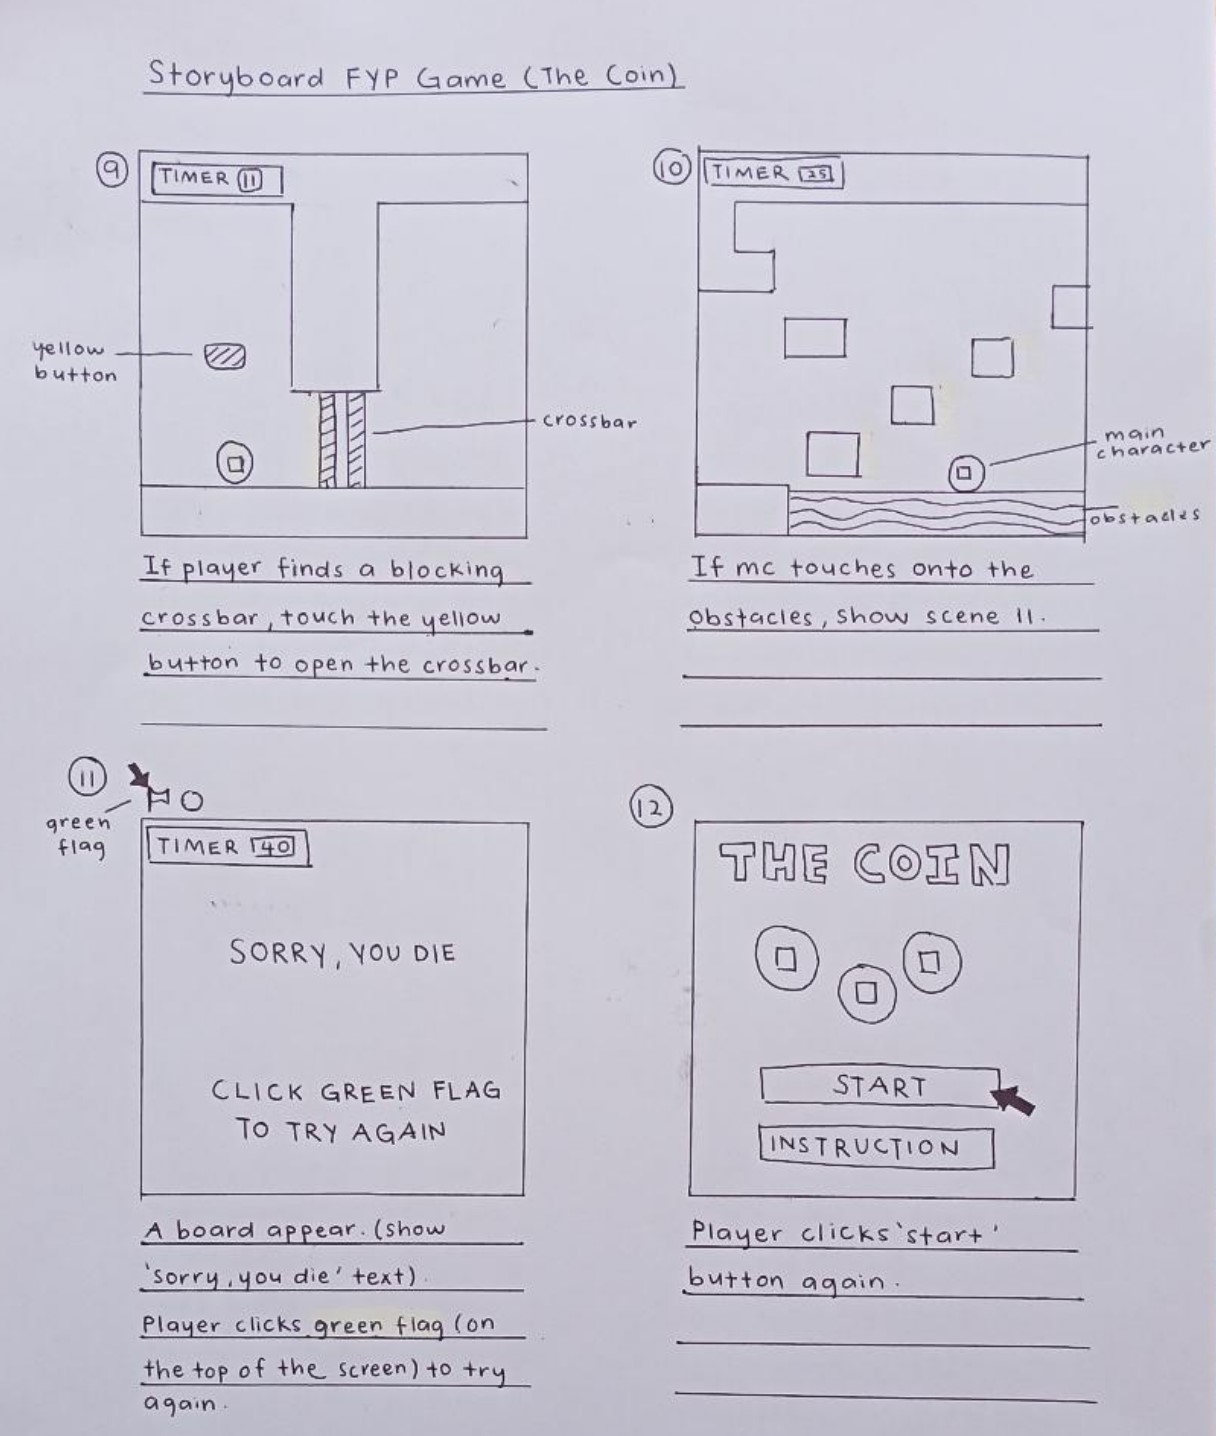 Storyboard FYP Game (The Coin)
9
TIMER 11
yellow
button
crossbar
If player finds a blocking
crossbar, touch the yellow
button to open the crossbar.
10
TIMER 25
main
character
obstacles
If mc touches onto the
obstacles, show scene 11.
11
green
flag
TIMER 40
SORRY, YOU DIE
CLICK GREEN FLAG
TO TRY AGAIN
A board appear. (show
'sorry, you die' text).
Player clicks green flag (on
the top of the screen) to try
again.
12
THE COIN
START
INSTRUCTION
Player clicks 'start'
button again.